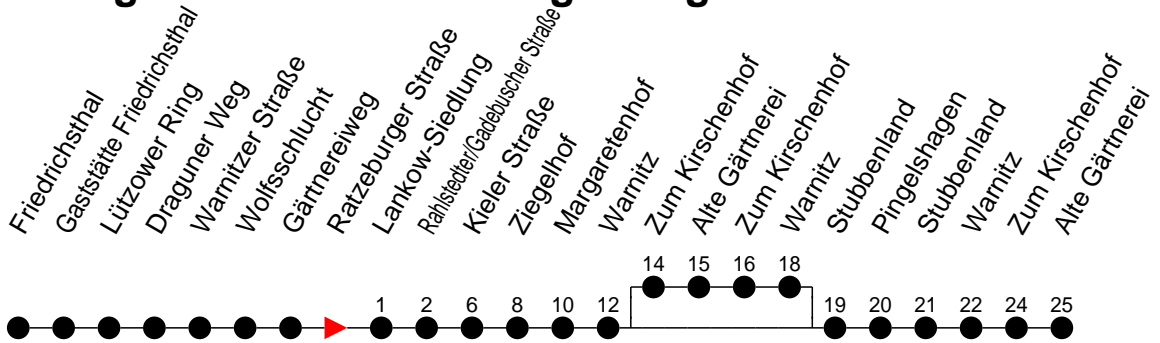 Friedrichsthal
Gaststätte Friedrichsthal
Lützower Ring
Draguner Weg
Warnitzer Straße
Wolfsschlucht
Gärtnereiweg
Ratzeburger Straße
Lankow-Siedlung
Rahlstedter/Gadebuscher Straße
Kieler Straße
Ziegelhof
Margaretenhof
Warnitz
Zum Kirschenhof
Alte Gärtnerei
Zum Kirschenhof
Warnitz
Stubbenland
Pingelshagen
Stubbenland
Warnitz
Zum Kirschenhof
Alte Gärtnerei
14 15 16 18
1 2 6 8 10 12 19 20 21 22 24 25